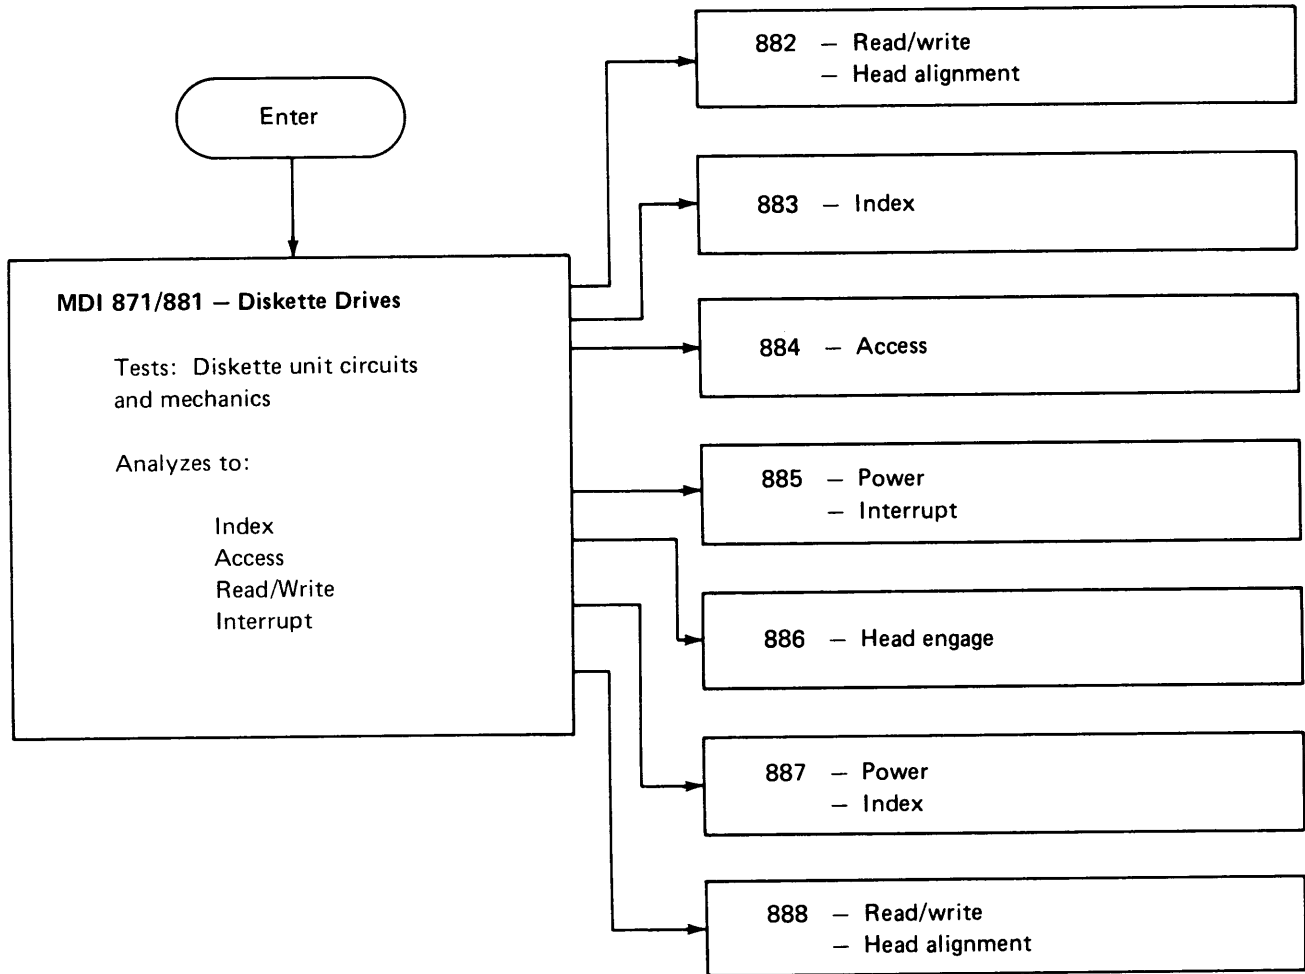 Enter
MDI 871/881 — Diskette Drives
Tests: Diskette unit circuits
and mechanics
Analyzes to:
Index
Access
Read/Write
Interrupt
882 — Read/write
— Head alignment
883 — Index
884 — Access
885 — Power
— Interrupt
886 — Head engage
887 — Power
— Index
888 — Read/write
— Head alignment